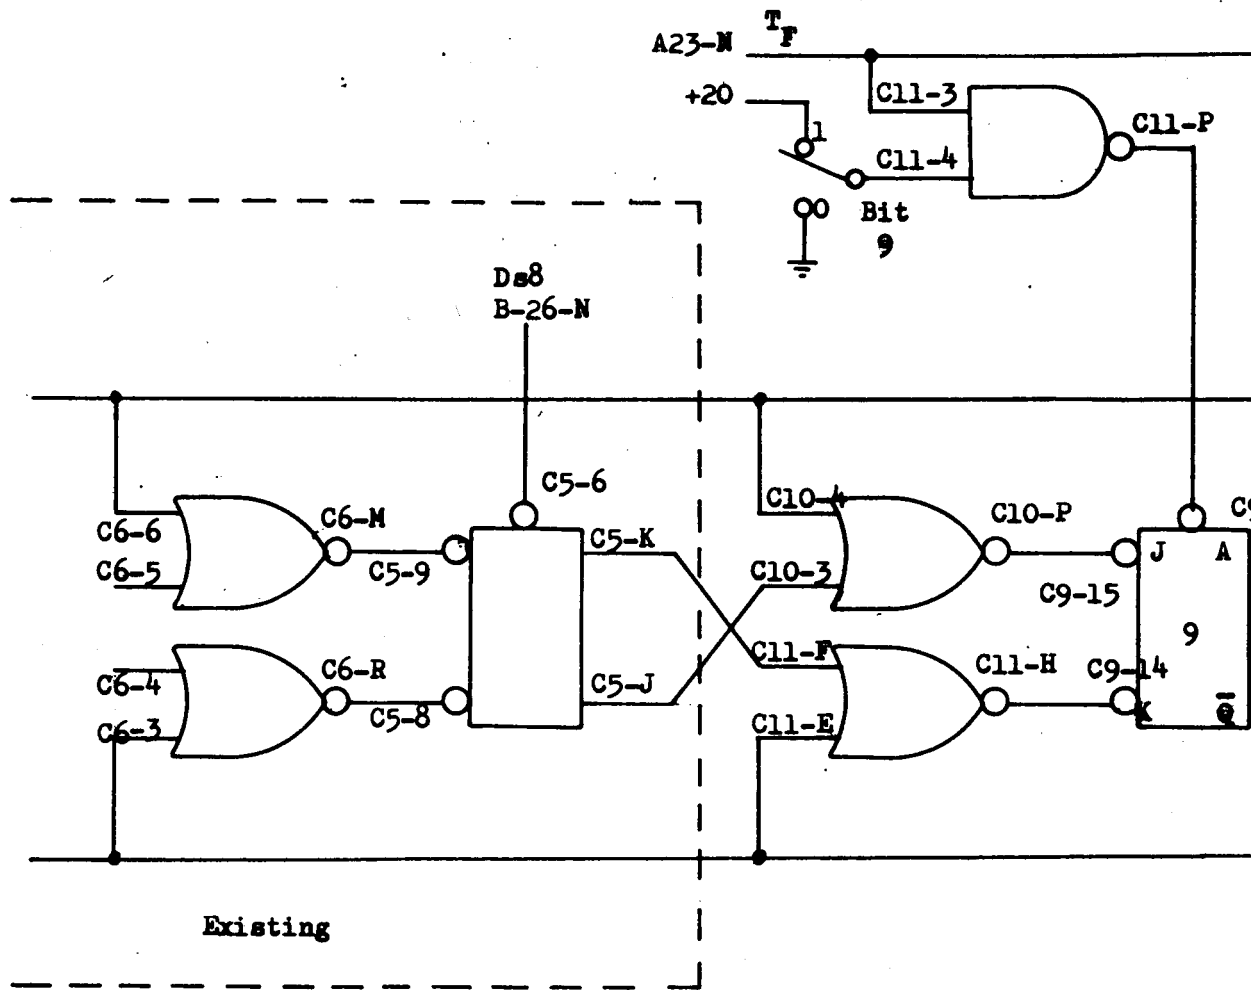 T_F
A23-N
+20
1
C11-3
C11-4
C11-P
0
Bit
9
Ds8
B-26-N
C5-6
C6-6
C6-5
C6-M
C5-9
C5-K
C10-4
C10-3
C10-P
C9-15
C9
J
A
9
C6-4
C6-3
C6-R
C5-8
C5-J
C11-F
C11-E
C11-H
C9-14
K
Existing